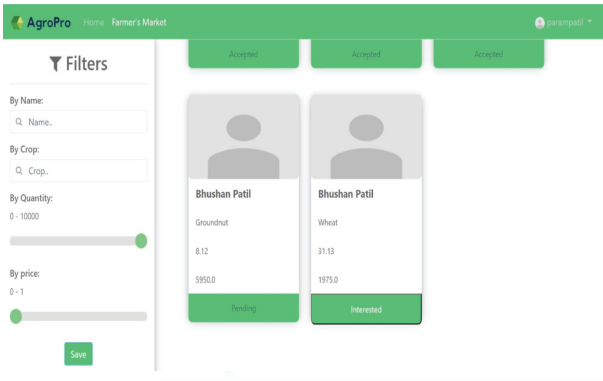 AgroPro Home Farmer's Market parampatil
Filters
By Name:
Name..
By Crop:
Crop..
By Quantity:
0 - 10000
By price:
0 - 1
Save
Accepted Accepted Accepted
Bhushan Patil
Groundnut
8.12
5950.0
Pending
Bhushan Patil
Wheat
31.13
1975.0
Interested